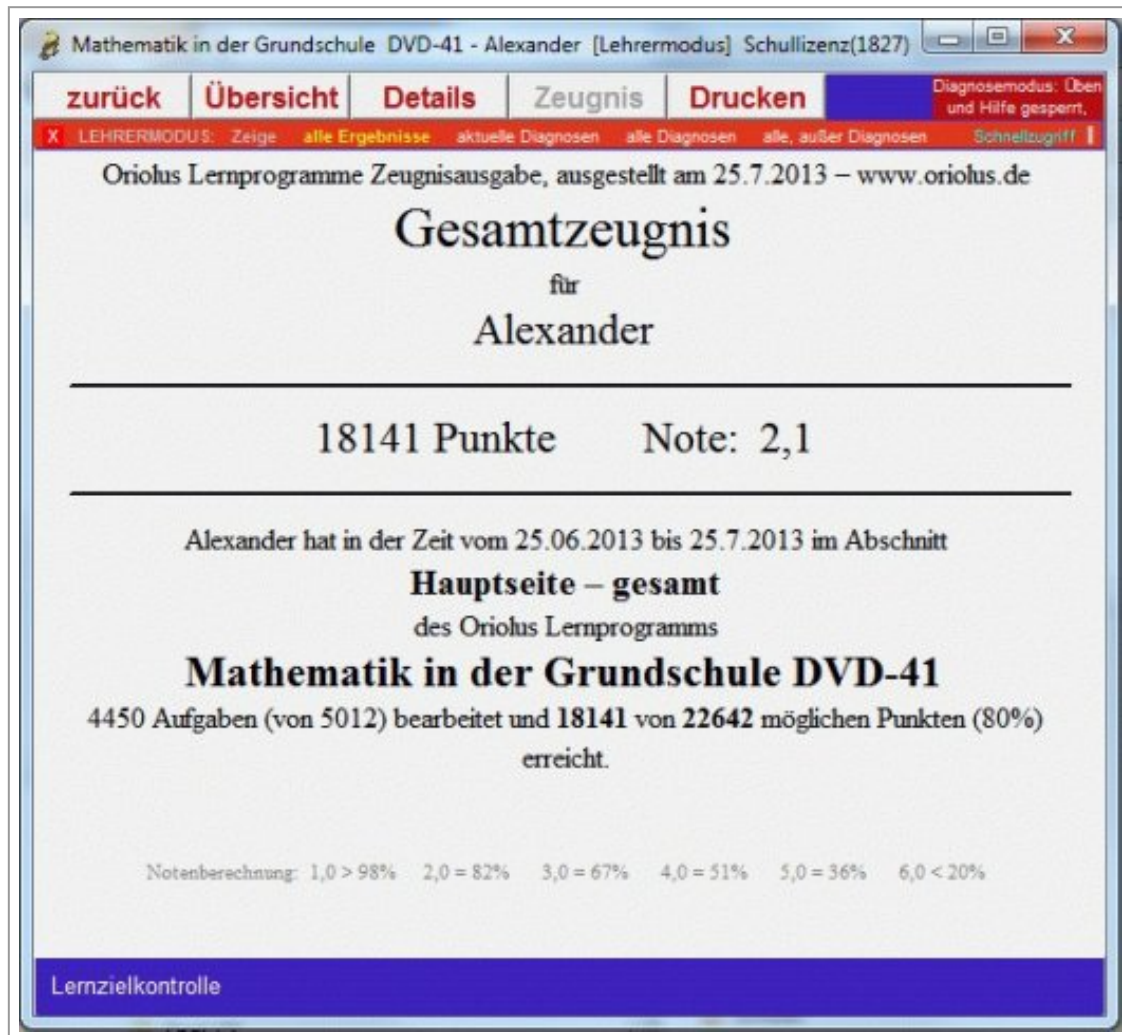 Mathematik in der Grundschule DVD-41 - Alexander [Lehrermodus] Schullizenz(1827)
zurück Übersicht Details Zeugnis Drucken
Diagnosemodus: Üben
und Hilfe gesperrt,
X LEHRERMODUS: Zeige alle Ergebnisse aktuelle Diagnosen alle Diagnosen alle, außer Diagnosen Schnellzugriff
Oriolus Lernprogramme Zeugnisausgabe, ausgestellt am 25.7.2013 – www.oriolus.de
Gesamtzeugnis
für
Alexander
18141 Punkte Note: 2,1
Alexander hat in der Zeit vom 25.06.2013 bis 25.7.2013 im Abschnitt
Hauptseite – gesamt
des Oriolus Lernprogramms
Mathematik in der Grundschule DVD-41
4450 Aufgaben (von 5012) bearbeitet und 18141 von 22642 möglichen Punkten (80%)
erreicht.
Notenberechnung: 1,0 > 98% 2,0 = 82% 3,0 = 67% 4,0 = 51% 5,0 = 36% 6,0 < 20%
Lernzielkontrolle